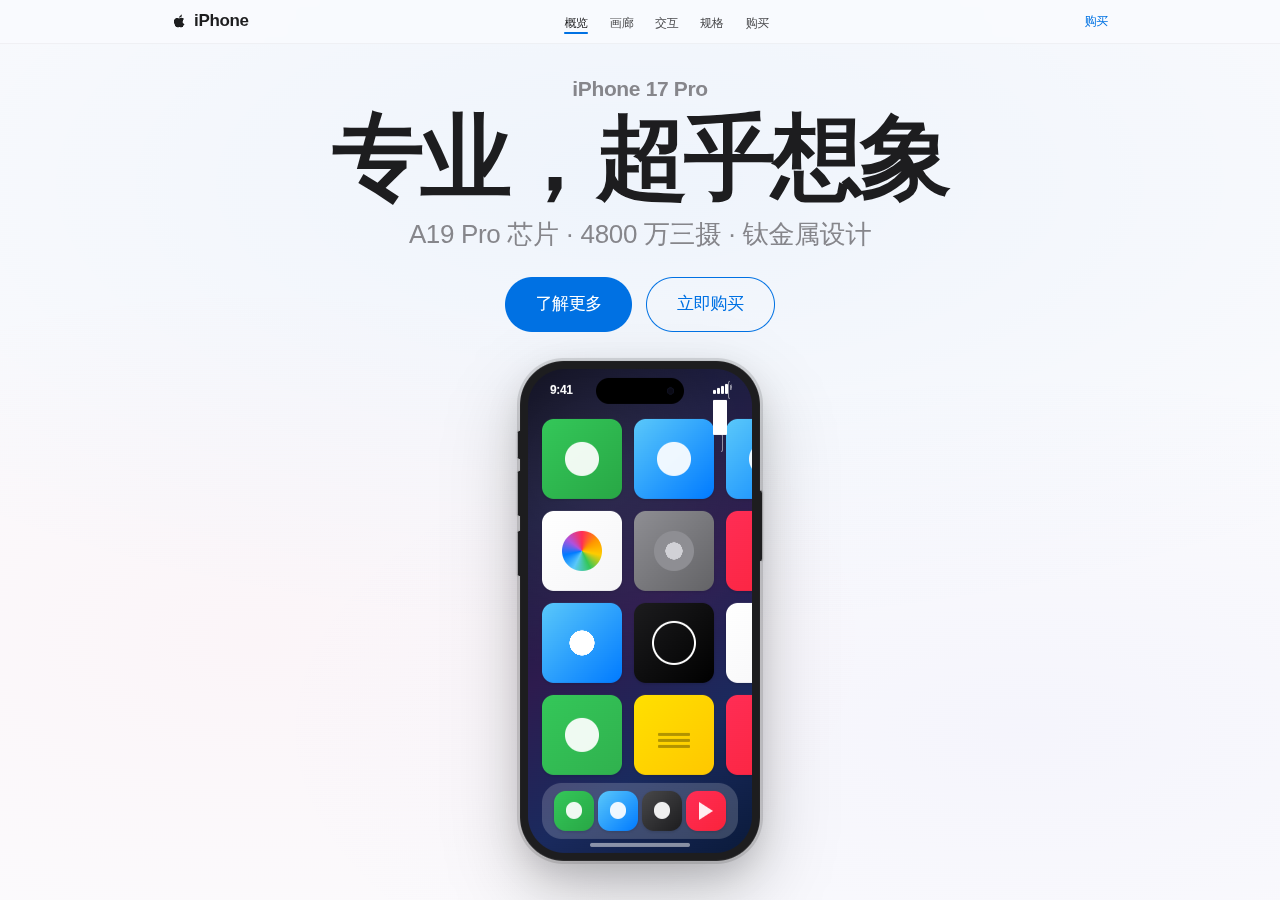 iPhone
概览
画廊
交互
规格
购买
购买
iPhone 17 Pro
专业，超乎想象
A19 Pro 芯片 · 4800 万三摄 · 钛金属设计
了解更多
立即购买
9:41